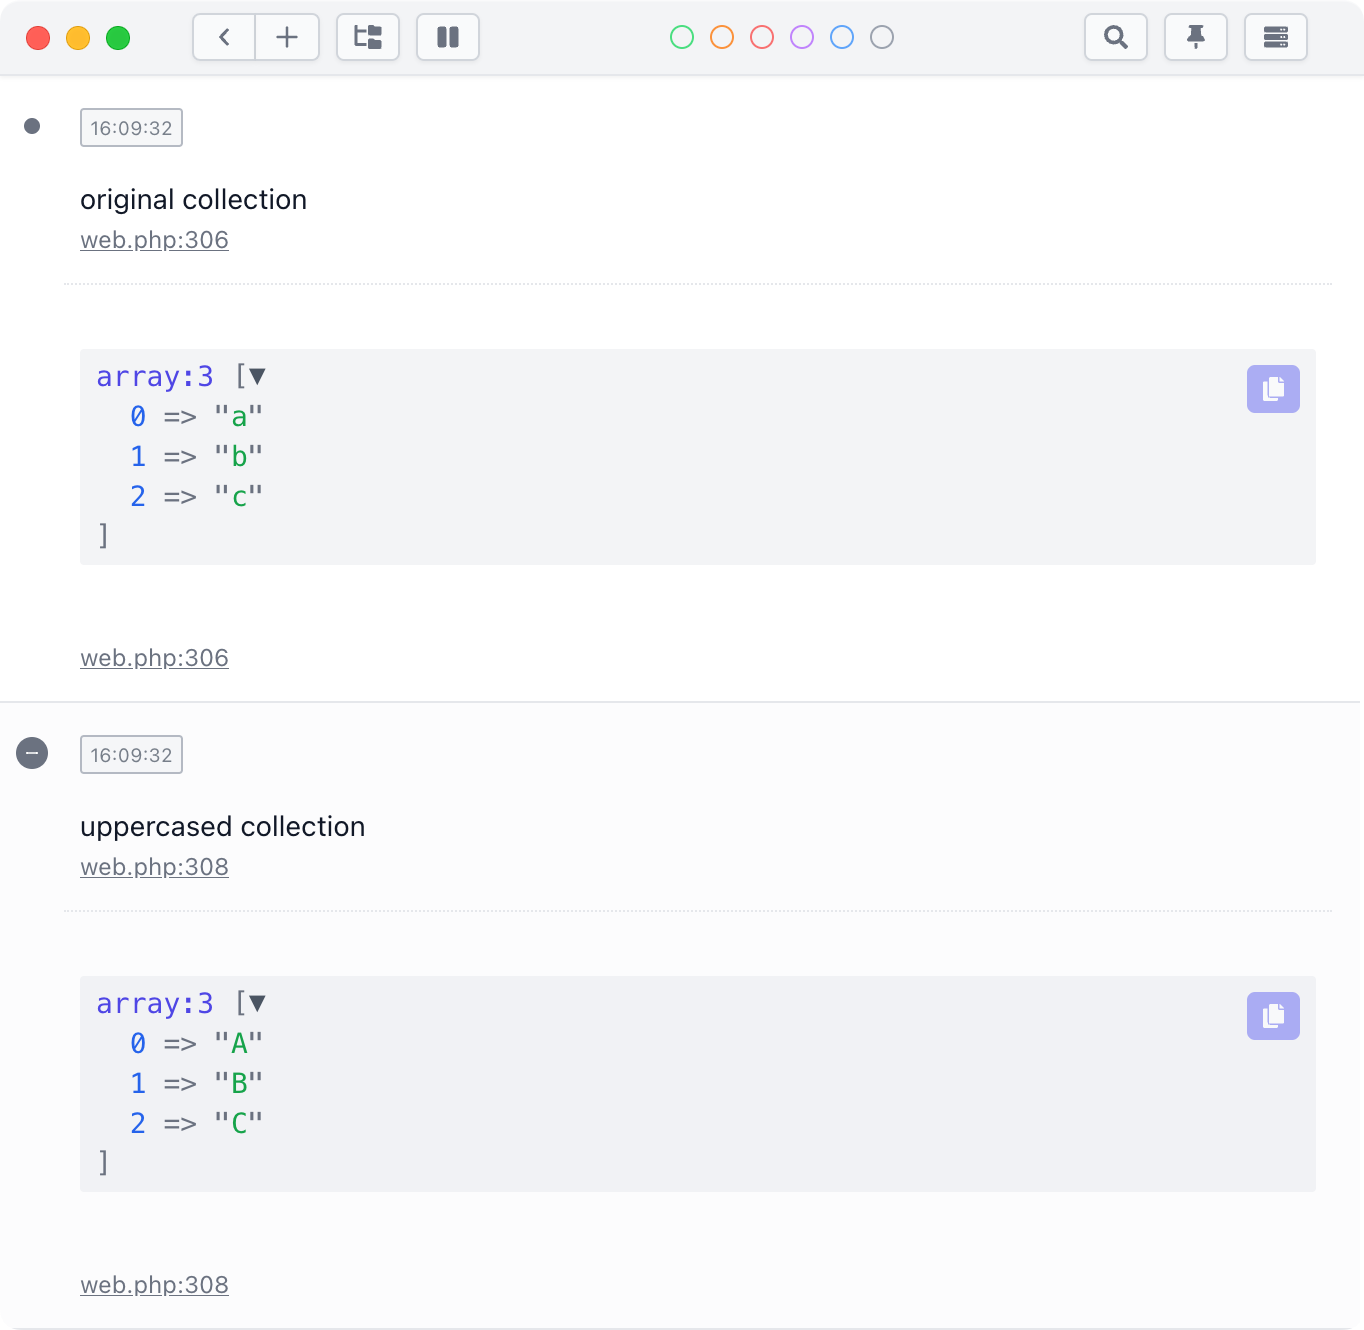 16:09:32
original collection
web.php:306
array:3 [▼
  0 => "a"
  1 => "b"
  2 => "c"
]
web.php:306
16:09:32
uppercased collection
web.php:308
array:3 [▼
  0 => "A"
  1 => "B"
  2 => "C"
]
web.php:308